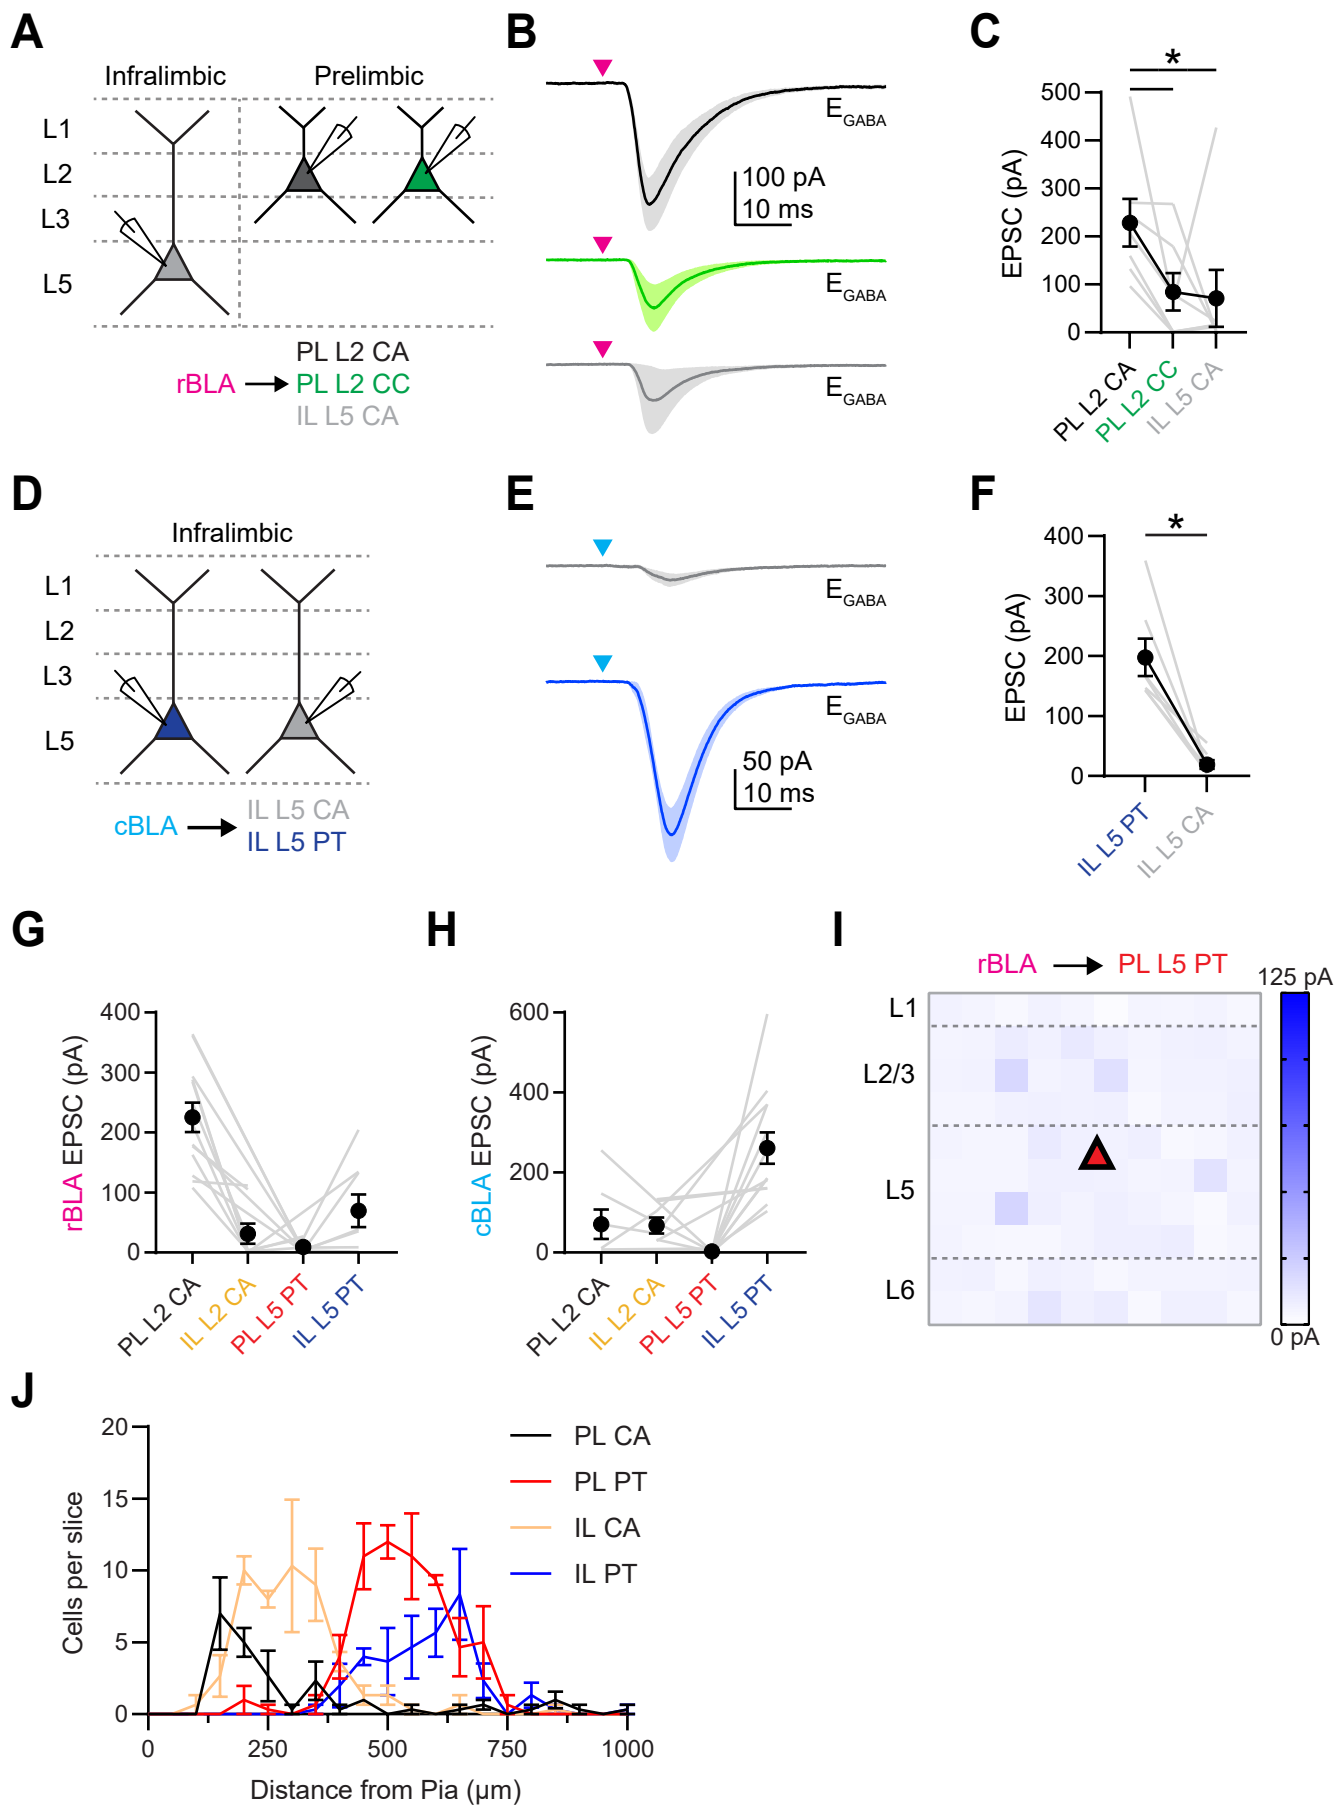 A
Infralimbic
Prelimbic
L1
L2
L3
L5
rBLA
PL L2 CA
PL L2 CC
IL L5 CA
B
E_GABA
100 pA
10 ms
E_GABA
E_GABA
C
*
EPSC (pA)
500
400
300
200
100
0
PL L2 CA
PL L2 CC
IL L5 CA
D
Infralimbic
L1
L2
L3
L5
cBLA
IL L5 CA
IL L5 PT
E
E_GABA
E_GABA
50 pA
10 ms
F
*
EPSC (pA)
400
300
200
100
0
IL L5 PT
IL L5 CA
G
rBLA EPSC (pA)
400
300
200
100
0
PL L2 CA
IL L2 CA
PL L5 PT
IL L5 PT
H
cBLA EPSC (pA)
600
400
200
0
PL L2 CA
IL L2 CA
PL L5 PT
IL L5 PT
I
rBLA PL L5 PT
125 pA
L1
L2/3
L5
L6
0 pA
J
Cells per slice
20
15
10
5
0
0 250 500 750 1000
Distance from Pia (µm)
PL CA
PL PT
IL CA
IL PT